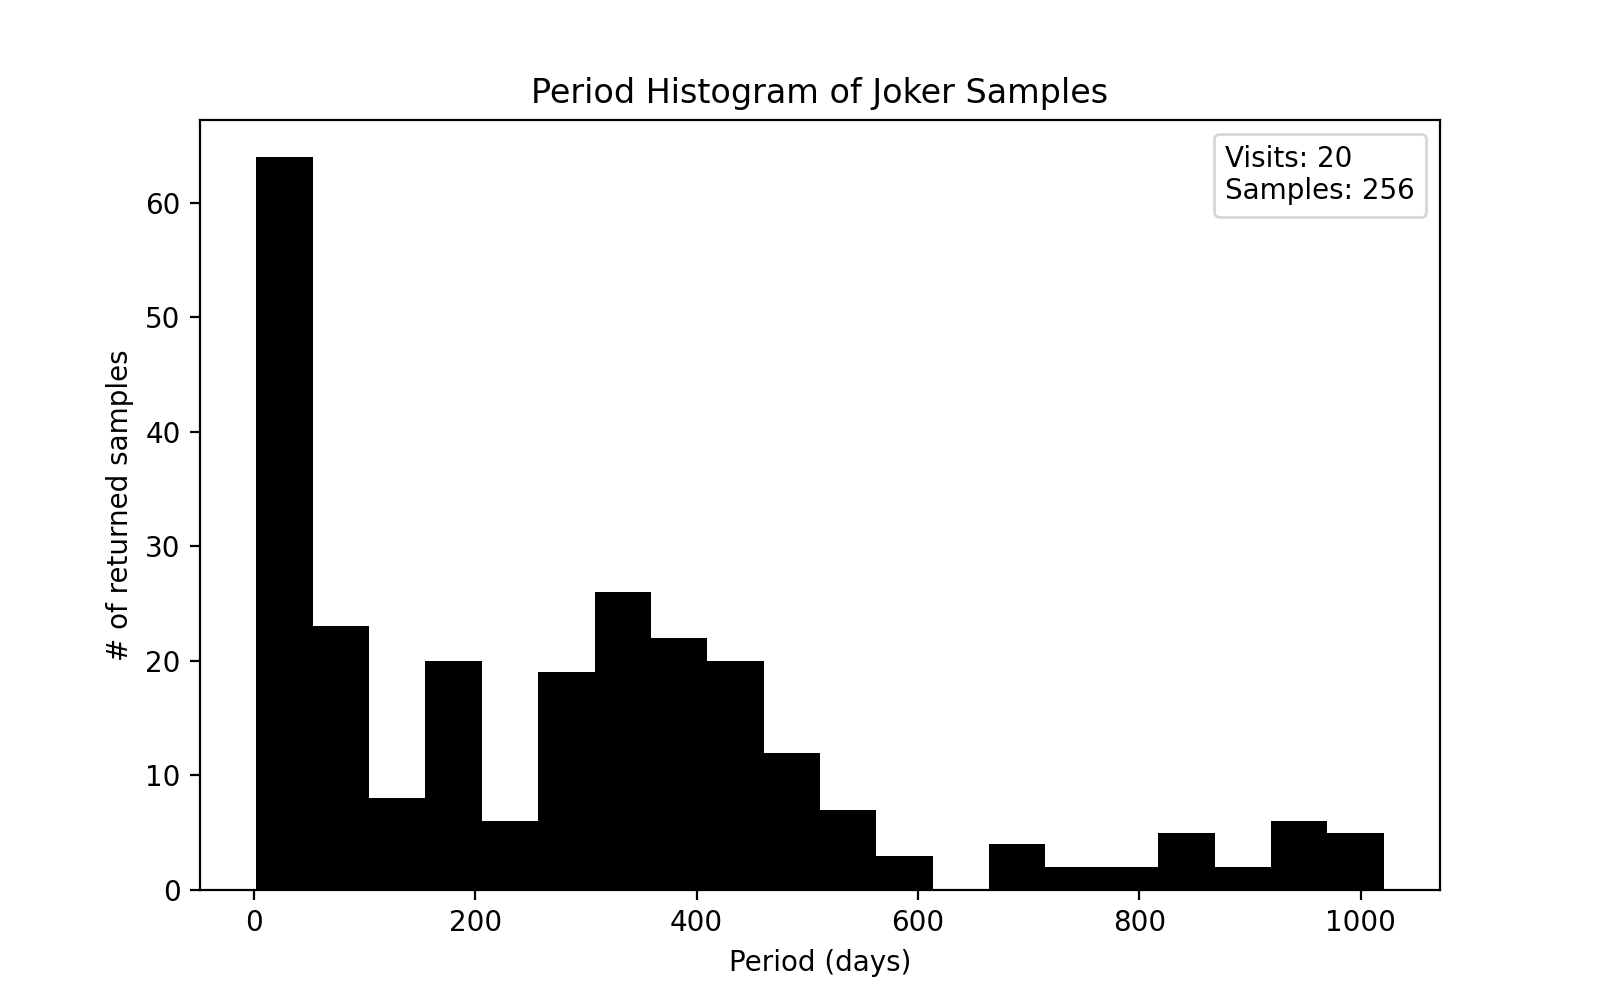 Period Histogram of Joker Samples
Visits: 20
Samples: 256
# of returned samples
60
50
40
30
20
10
0
0 200 400 600 800 1000
Period (days)